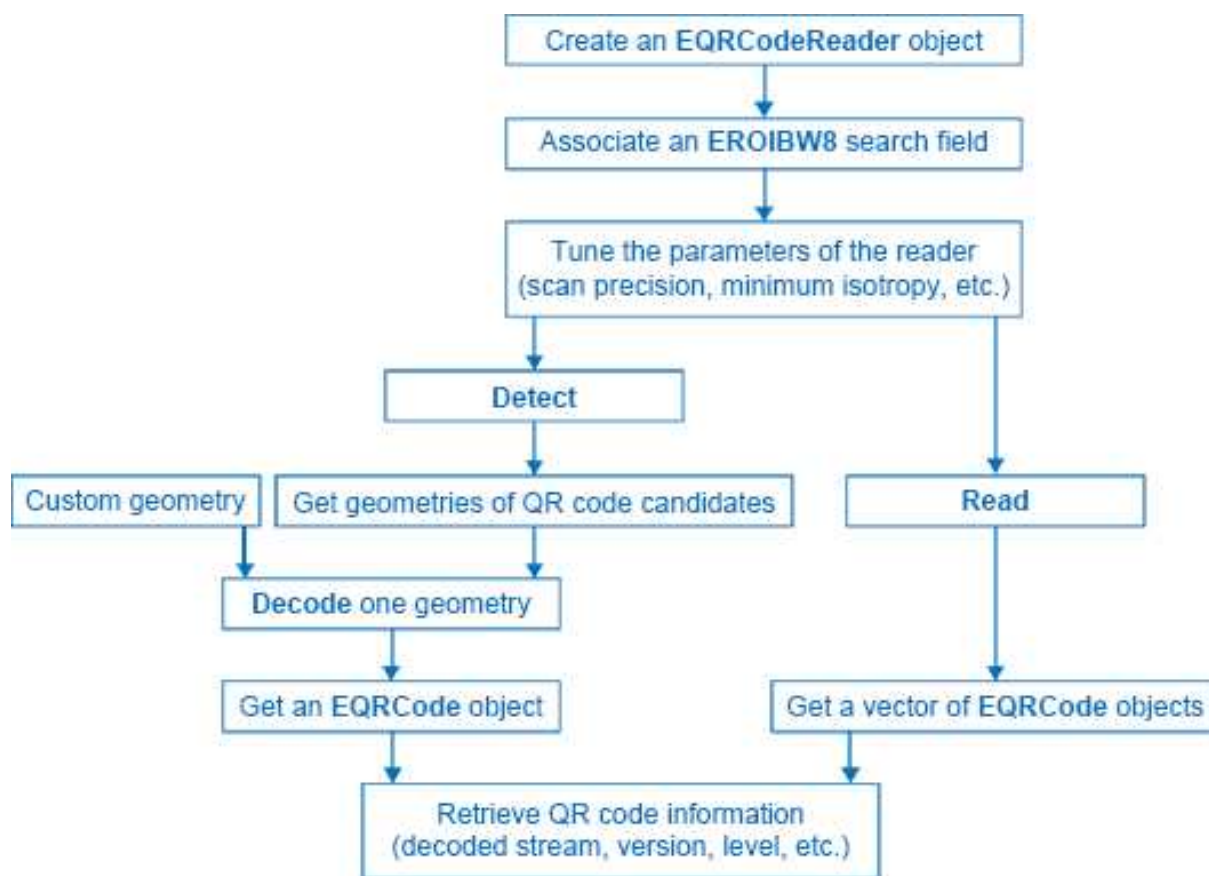 Create an EQRCodeReader object
Associate an EROIBW8 search field
Tune the parameters of the reader
(scan precision, minimum isotropy, etc.)
Detect
Custom geometry
Get geometries of QR code candidates
Read
Decode one geometry
Get an EQRCode object
Get a vector of EQRCode objects
Retrieve QR code information
(decoded stream, version, level, etc.)